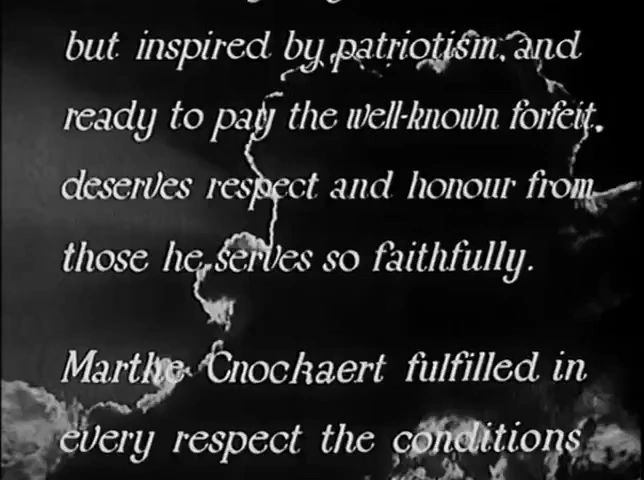 but inspired by patriotism, and
ready to pay the well-known forfeit,
deserves respect and honour from
those he serves so faithfully.
Marthe Cnockaert fulfilled in
every respect the conditions